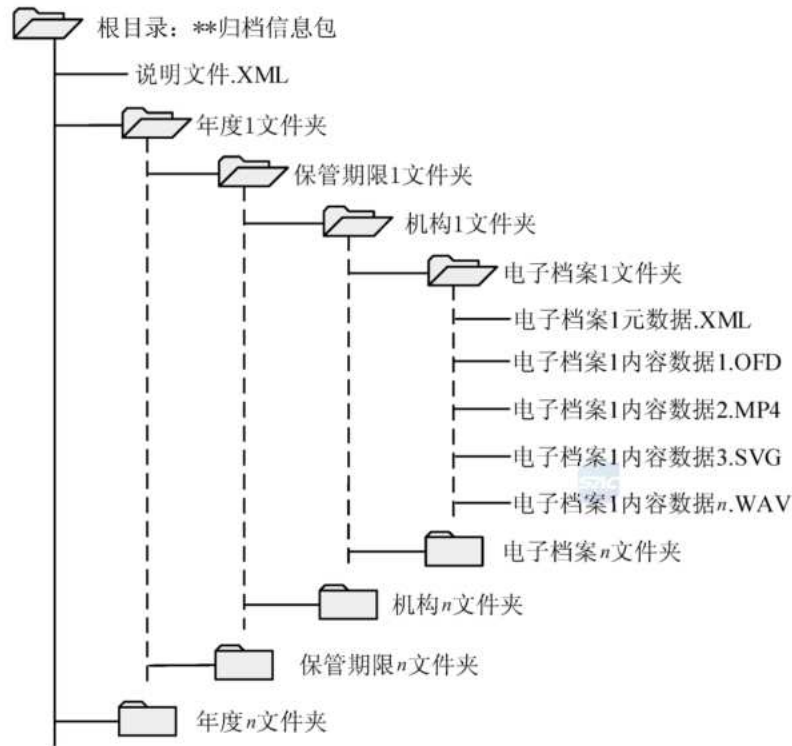 根目录：**归档信息包
说明文件.XML
年度1文件夹
保管期限1文件夹
机构1文件夹
电子档案1文件夹
电子档案1元数据.XML
电子档案1内容数据1.OFD
电子档案1内容数据2.MP4
电子档案1内容数据3.SVG
SZIC
电子档案1内容数据n.WAV
电子档案n文件夹
机构n文件夹
保管期限n文件夹
年度n文件夹